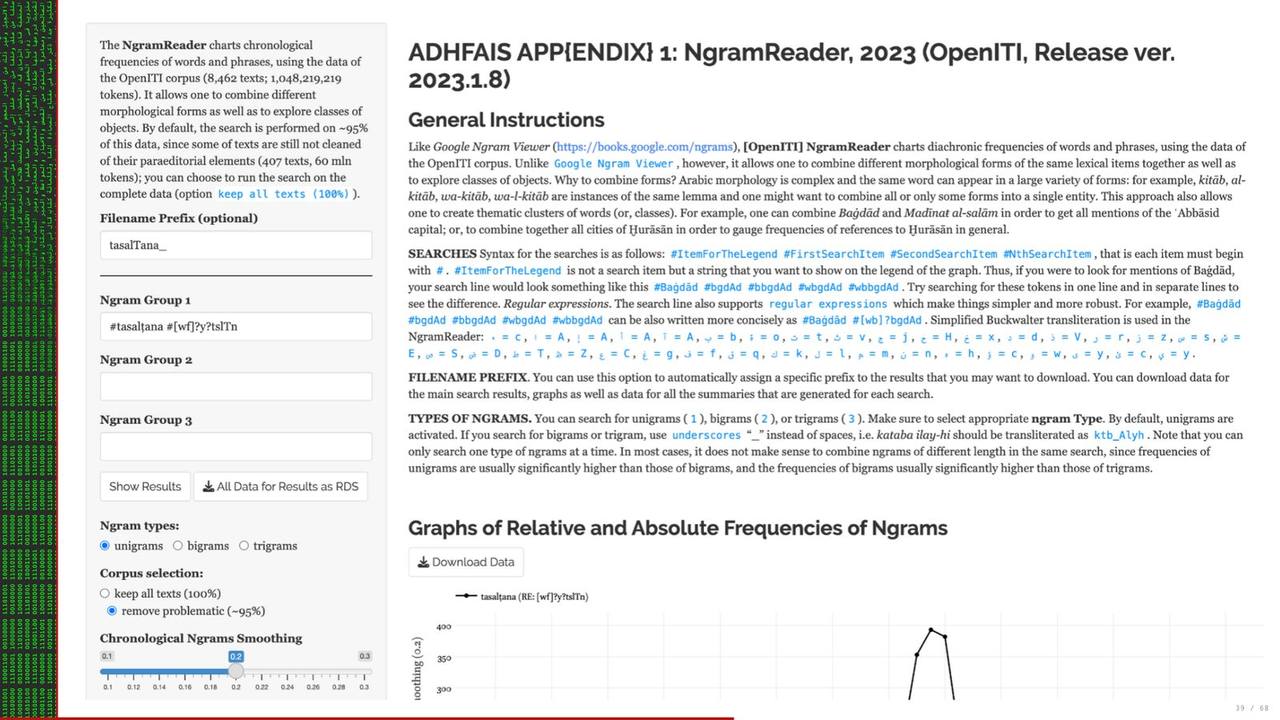 The NgramReader charts chronological
frequencies of words and phrases, using the data of
the OpenITI corpus (8,462 texts; 1,048,219,219
tokens). It allows one to combine different
morphological forms as well as to explore classes of
objects. By default, the search is performed on ~95%
of this data, since some of texts are still not cleaned
of their paraeditorial elements (407 texts, 60 mln
tokens); you can choose to run the search on the
complete data (option keep all texts (100%) ).
Filename Prefix (optional)
tasalTana_
Ngram Group 1
#tasalṭana #[wf]?y?tslTn
Ngram Group 2
Ngram Group 3
Show Results
All Data for Results as RDS
Ngram types:
unigrams bigrams trigrams
Corpus selection:
keep all texts (100%)
remove problematic (~95%)
Chronological Ngrams Smoothing
0.1 0.2 0.3
0.1 0.12 0.14 0.16 0.18 0.2 0.22 0.24 0.26 0.28 0.3
ADHFAIS APP{ENDIX} 1: NgramReader, 2023 (OpenITI, Release ver.
2023.1.8)
General Instructions
Like Google Ngram Viewer (https://books.google.com/ngrams), [OpenITI] NgramReader charts diachronic frequencies of words and phrases, using the data of
the OpenITI corpus. Unlike Google Ngram Viewer , however, it allows one to combine different morphological forms of the same lexical items together as well as
to explore classes of objects. Why to combine forms? Arabic morphology is complex and the same word can appear in a large variety of forms: for example, kitāb, al-
kitāb, wa-kitāb, wa-l-kitāb are instances of the same lemma and one might want to combine all or only some forms into a single entity. This approach also allows
one to create thematic clusters of words (or, classes). For example, one can combine Baġdād and Madīnaŧ al-salām in order to get all mentions of the ʿAbbāsid
capital; or, to combine together all cities of Ḫurāsān in order to gauge frequencies of references to Ḫurāsān in general.
SEARCHES Syntax for the searches is as follows: #ItemForTheLegend #FirstSearchItem #SecondSearchItem #NthSearchItem , that is each item must begin
with # . #ItemForTheLegend is not a search item but a string that you want to show on the legend of the graph. Thus, if you were to look for mentions of Baġdād,
your search line would look something like this #Baġdād #bgdAd #bbgdAd #wbgdAd #wbbgdAd . Try searching for these tokens in one line and in separate lines to
see the difference. Regular expressions. The search line also supports regular expressions which make things simpler and more robust. For example, #Baġdād
#bgdAd #bbgdAd #wbgdAd #wbbgdAd can be also written more concisely as #Baġdād #[wb]?bgdAd . Simplified Buckwalter transliteration is used in the
NgramReader: ء = c, ا = A, إ = A, أ = A, آ = A, ب = b, ة = o, ت = t, ث = v, ج = j, ح = H, خ = x, د = d, ذ = V, ر = r, ز = z, س = s, ش =
E, ص = S, ض = D, ط = T, ظ = Z, ع = C, غ = g, ف = f, ق = q, ك = k, ل = l, م = m, ن = n, ه = h, ؤ = c, و = w, ى = y, ئ = c, ي = y.
FILENAME PREFIX. You can use this option to automatically assign a specific prefix to the results that you may want to download. You can download data for
the main search results, graphs as well as data for all the summaries that are generated for each search.
TYPES OF NGRAMS. You can search for unigrams ( 1 ), bigrams ( 2 ), or trigrams ( 3 ). Make sure to select appropriate ngram Type. By default, unigrams are
activated. If you search for bigrams or trigram, use underscores “_” instead of spaces, i.e. kataba ilay-hi should be transliterated as ktb_Alyh . Note that you can
only search one type of ngrams at a time. In most cases, it does not make sense to combine ngrams of different length in the same search, since frequencies of
unigrams are usually significantly higher than those of bigrams, and the frequencies of bigrams usually significantly higher than those of trigrams.
Graphs of Relative and Absolute Frequencies of Ngrams
Download Data
tasalṭana (RE: [wf]?y?tslTn)
400
350
300
oothing (0.2)
39 / 68